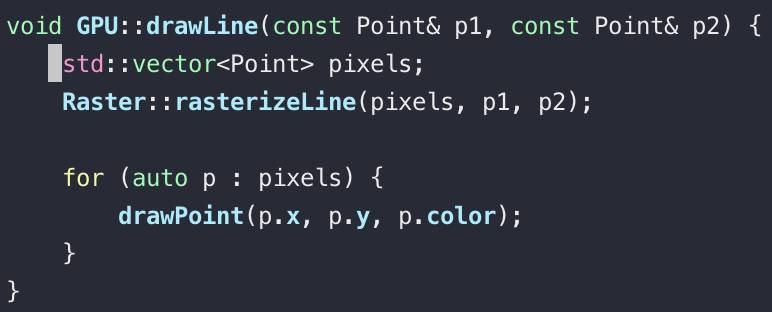 void GPU::drawLine(const Point& p1, const Point& p2) {
    std::vector<Point> pixels;
    Raster::rasterizeLine(pixels, p1, p2);

    for (auto p : pixels) {
        drawPoint(p.x, p.y, p.color);
    }
}